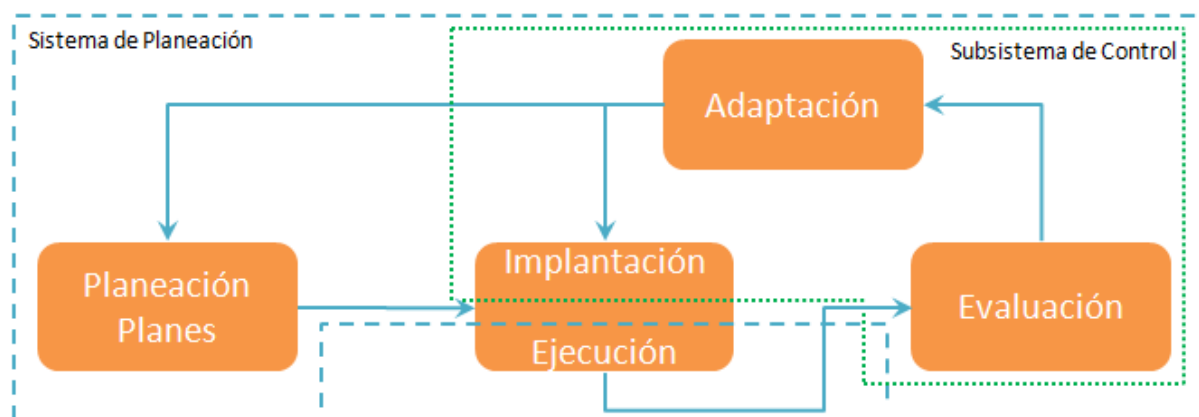 Sistema de Planeación
Subsistema de Control
Adaptación
Planeación
Planes
Implantación
Ejecución
Evaluación